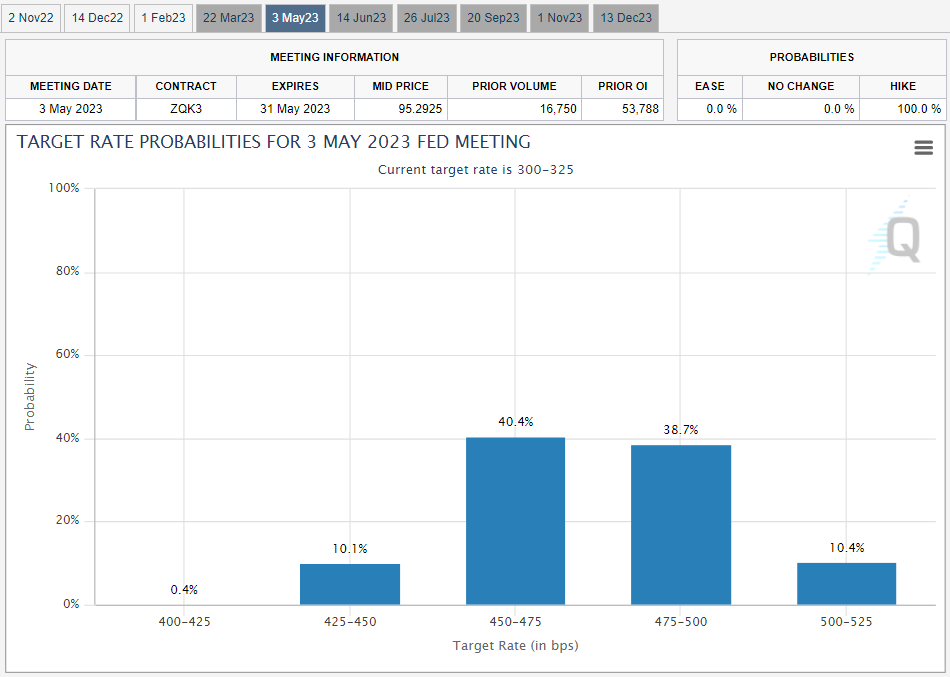 2 Nov22 14 Dec22 1 Feb23 22 Mar23 3 May23 14 Jun23 26 Jul23 20 Sep23 1 Nov23 13 Dec23
MEETING INFORMATION
MEETING DATE CONTRACT EXPIRES MID PRICE PRIOR VOLUME PRIOR OI
3 May 2023 ZQK3 31 May 2023 95.2925 16,750 53,788
PROBABILITIES
EASE NO CHANGE HIKE
0.0 % 0.0 % 100.0 %
TARGET RATE PROBABILITIES FOR 3 MAY 2023 FED MEETING
Current target rate is 300-325
Probability
100%
80%
60%
40%
20%
0%
0.4%
10.1%
40.4%
38.7%
10.4%
400-425 425-450 450-475 475-500 500-525
Target Rate (in bps)
Q